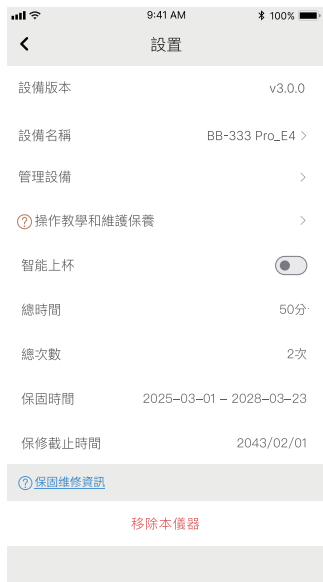 9:41 AM
100%
設置
設備版本 v3.0.0
設備名稱 BB-333 Pro_E4
管理設備
操作教學和維護保養
智能上杯
總時間 50分
總次數 2次
保固時間 2025-03-01 - 2028-03-23
保修截止時間 2043/02/01
保固维修資訊
移除本儀器